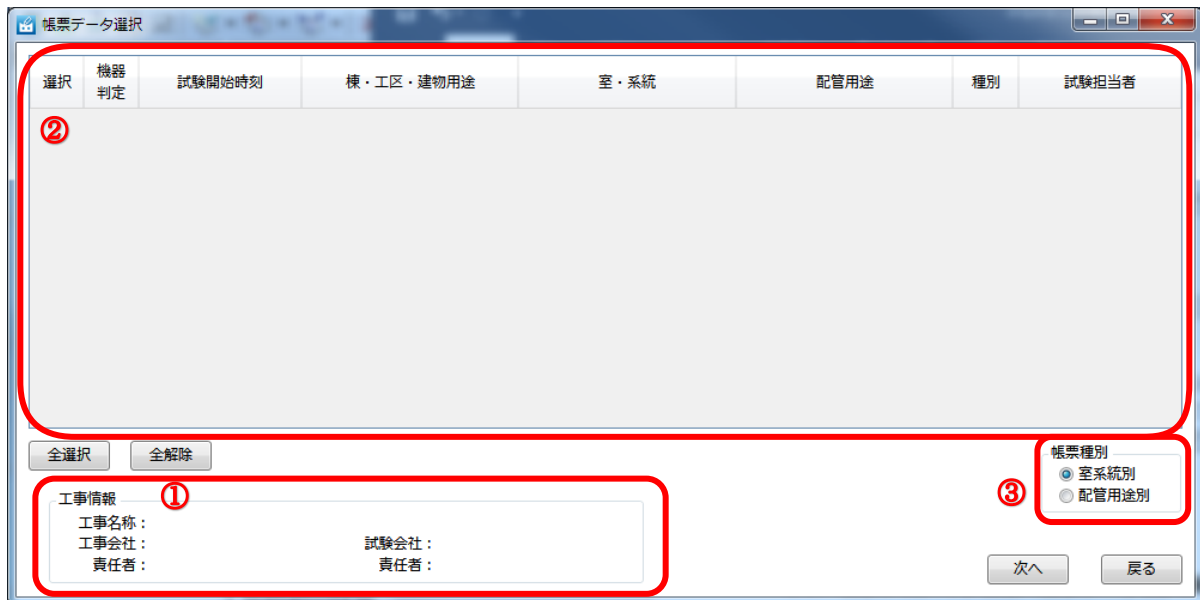 帳票データ選択
選択 機器判定 試験開始時刻 棟・工区・建物用途 室・系統 配管用途 種別 試験担当者
②
全選択 全解除
帳票種別
室系統別
配管用途別
③
①
工事情報
工事名称：
工事会社： 試験会社：
責任者： 責任者：
次へ 戻る